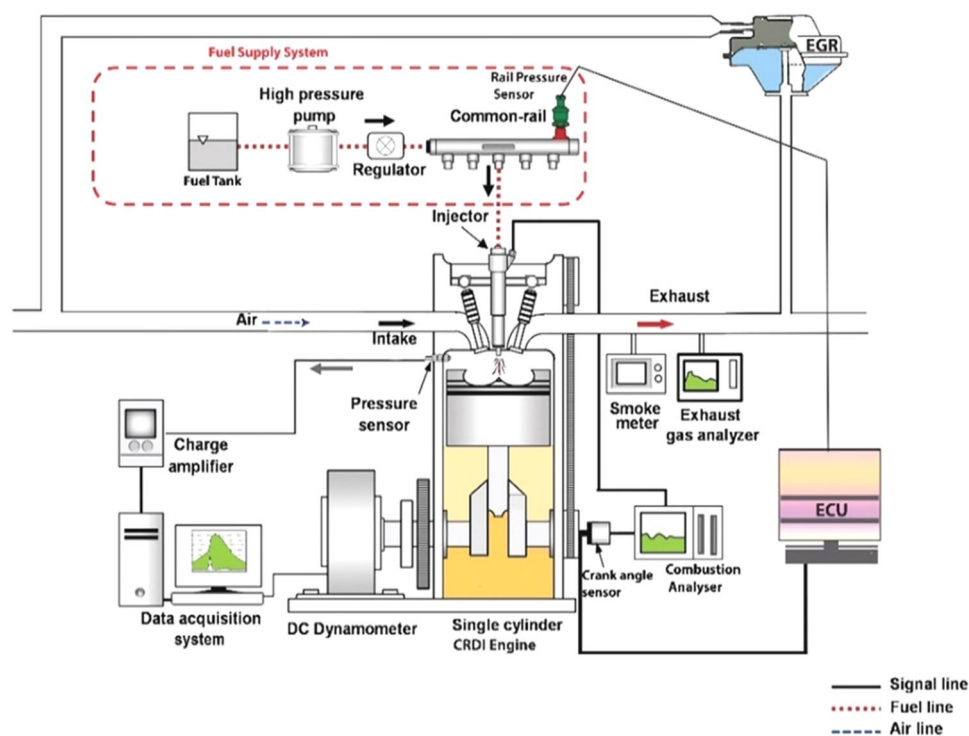 EGR
Fuel Supply System
Rail Pressure
Sensor
High pressure
pump
Common-rail
Regulator
Fuel Tank
Injector
Air
Intake
Exhaust
Pressure
sensor
Smoke
meter
Exhaust
gas analyzer
Charge
amplifier
ECU
Crank angle
sensor
Combustion
Analyser
Data acquisition
system
DC Dynamometer
Single cylinder
CRDI Engine
Signal line
Fuel line
Air line